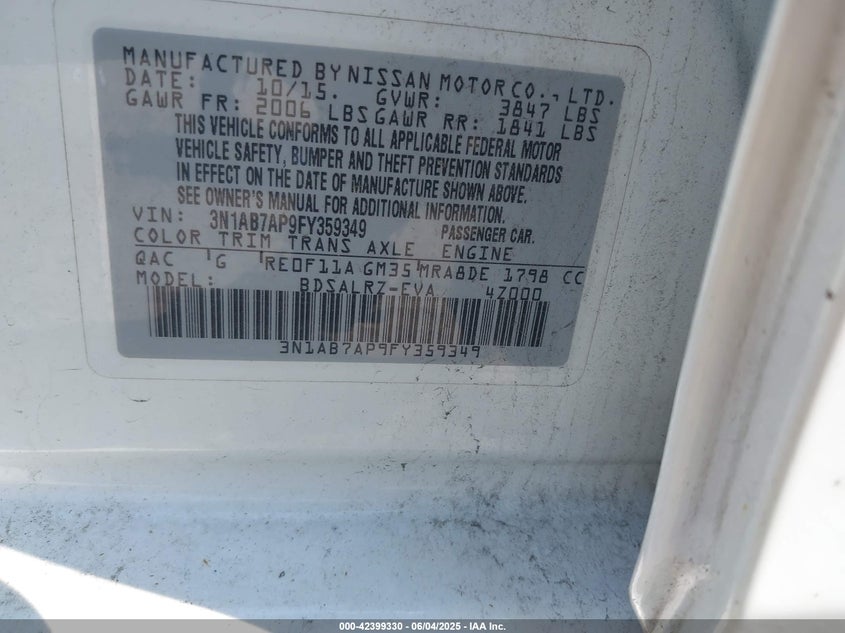 MANUFACTURED BY NISSAN MOTOR CO., LTD.
DATE: 10/15. GVWR: 3847 LBS
GAWR FR: 2006 LBS GAWR RR: 1841 LBS
THIS VEHICLE CONFORMS TO ALL APPLICABLE FEDERAL MOTOR
VEHICLE SAFETY, BUMPER AND THEFT PREVENTION STANDARDS
IN EFFECT ON THE DATE OF MANUFACTURE SHOWN ABOVE.
SEE OWNER'S MANUAL FOR ADDITIONAL INFORMATION.
VIN: 3N1AB7AP9FY359349 PASSENGER CAR.
COLOR TRIM TRANS AXLE ENGINE
QAC G RE0F11A GM35 MRA8DE 1798 CC
MODEL: BDSALRZ-EVA 4Z000
3N1AB7AP9FY359349
000-42399330 - 06/04/2025 - IAA Inc.